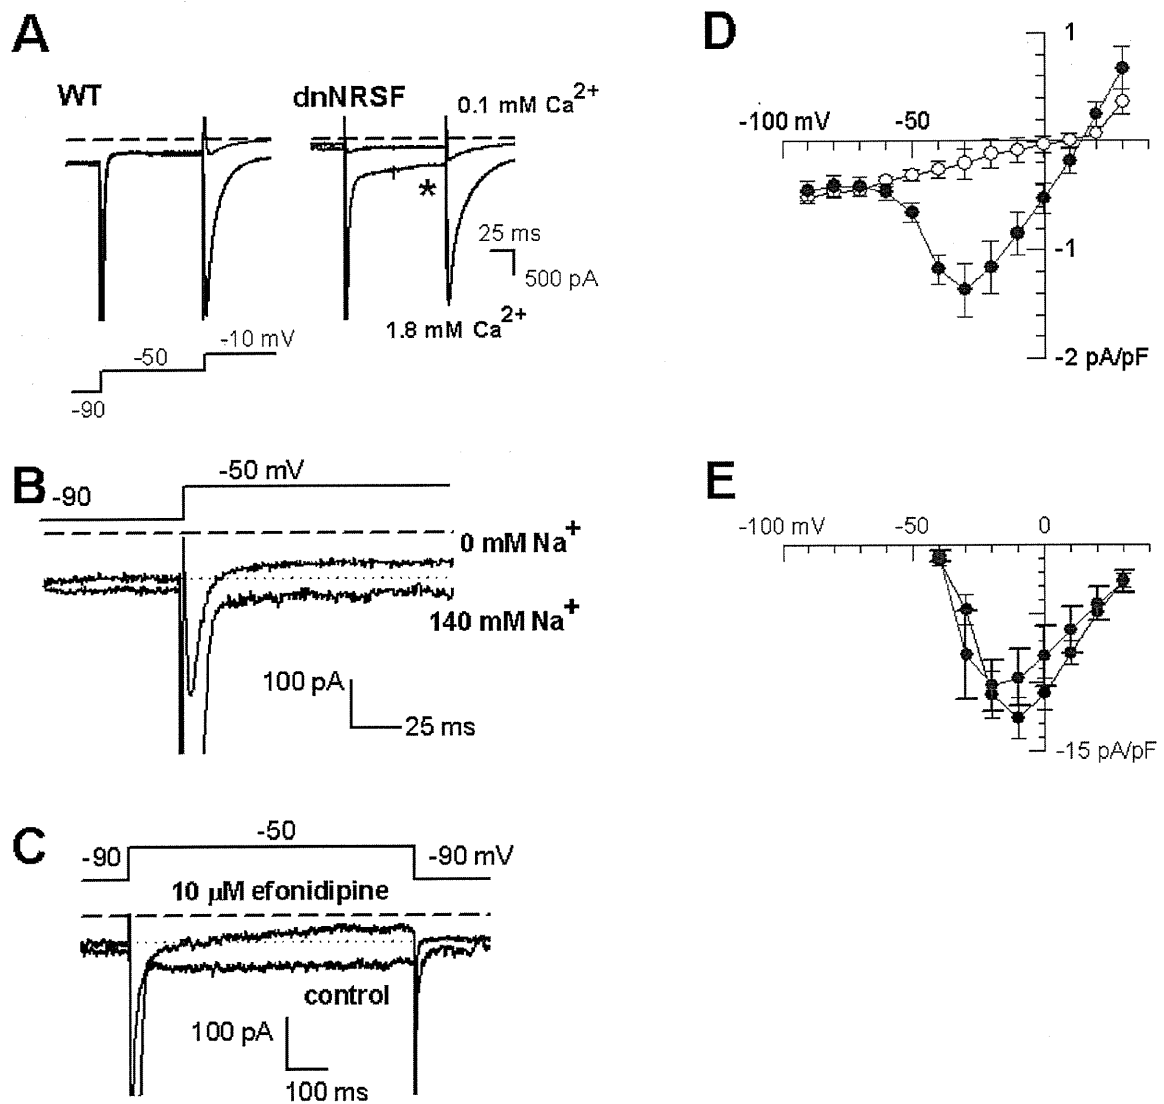 A
WT
dnNRSF
0.1 mM Ca2+
*
25 ms
500 pA
1.8 mM Ca2+
-10 mV
-50
-90
B
-50 mV
-90
0 mM Na+
140 mM Na+
100 pA
25 ms
C
-50
-90
-90 mV
10 μM efonidipine
control
100 pA
100 ms
D
1
-100 mV
-50
-1
-2 pA/pF
E
-100 mV
-50
0
-15 pA/pF